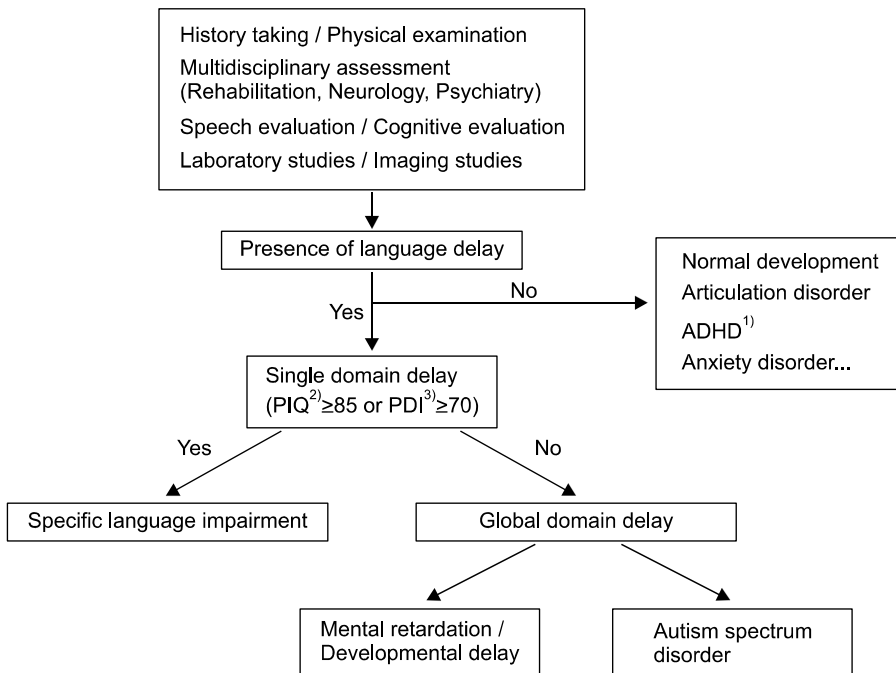 History taking / Physical examination
Multidisciplinary assessment
(Rehabilitation, Neurology, Psychiatry)
Speech evaluation / Cognitive evaluation
Laboratory studies / Imaging studies
Presence of language delay
No
Yes
Normal development
Articulation disorder
ADHD1)
Anxiety disorder...
Single domain delay
(PIQ2)≥85 or PDI3)≥70)
Yes
No
Specific language impairment
Global domain delay
Mental retardation /
Developmental delay
Autism spectrum
disorder